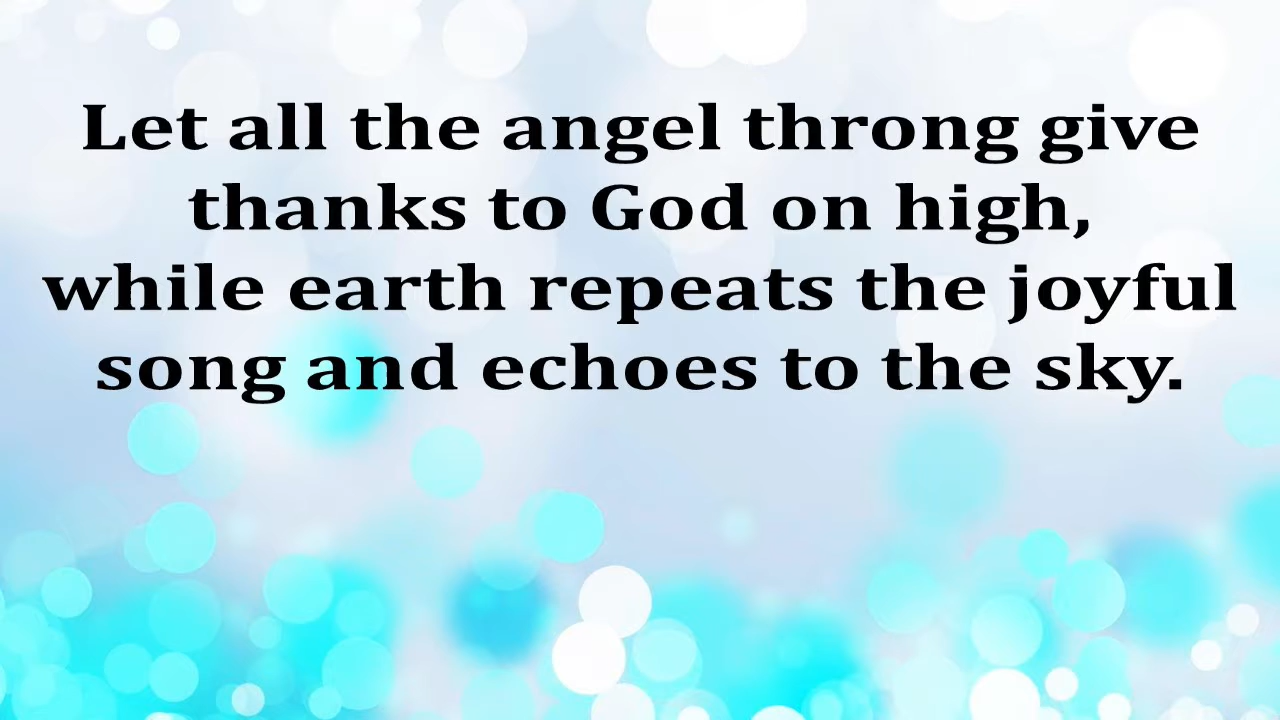 Let all the angel throng give
thanks to God on high,
while earth repeats the joyful
song and echoes to the sky.